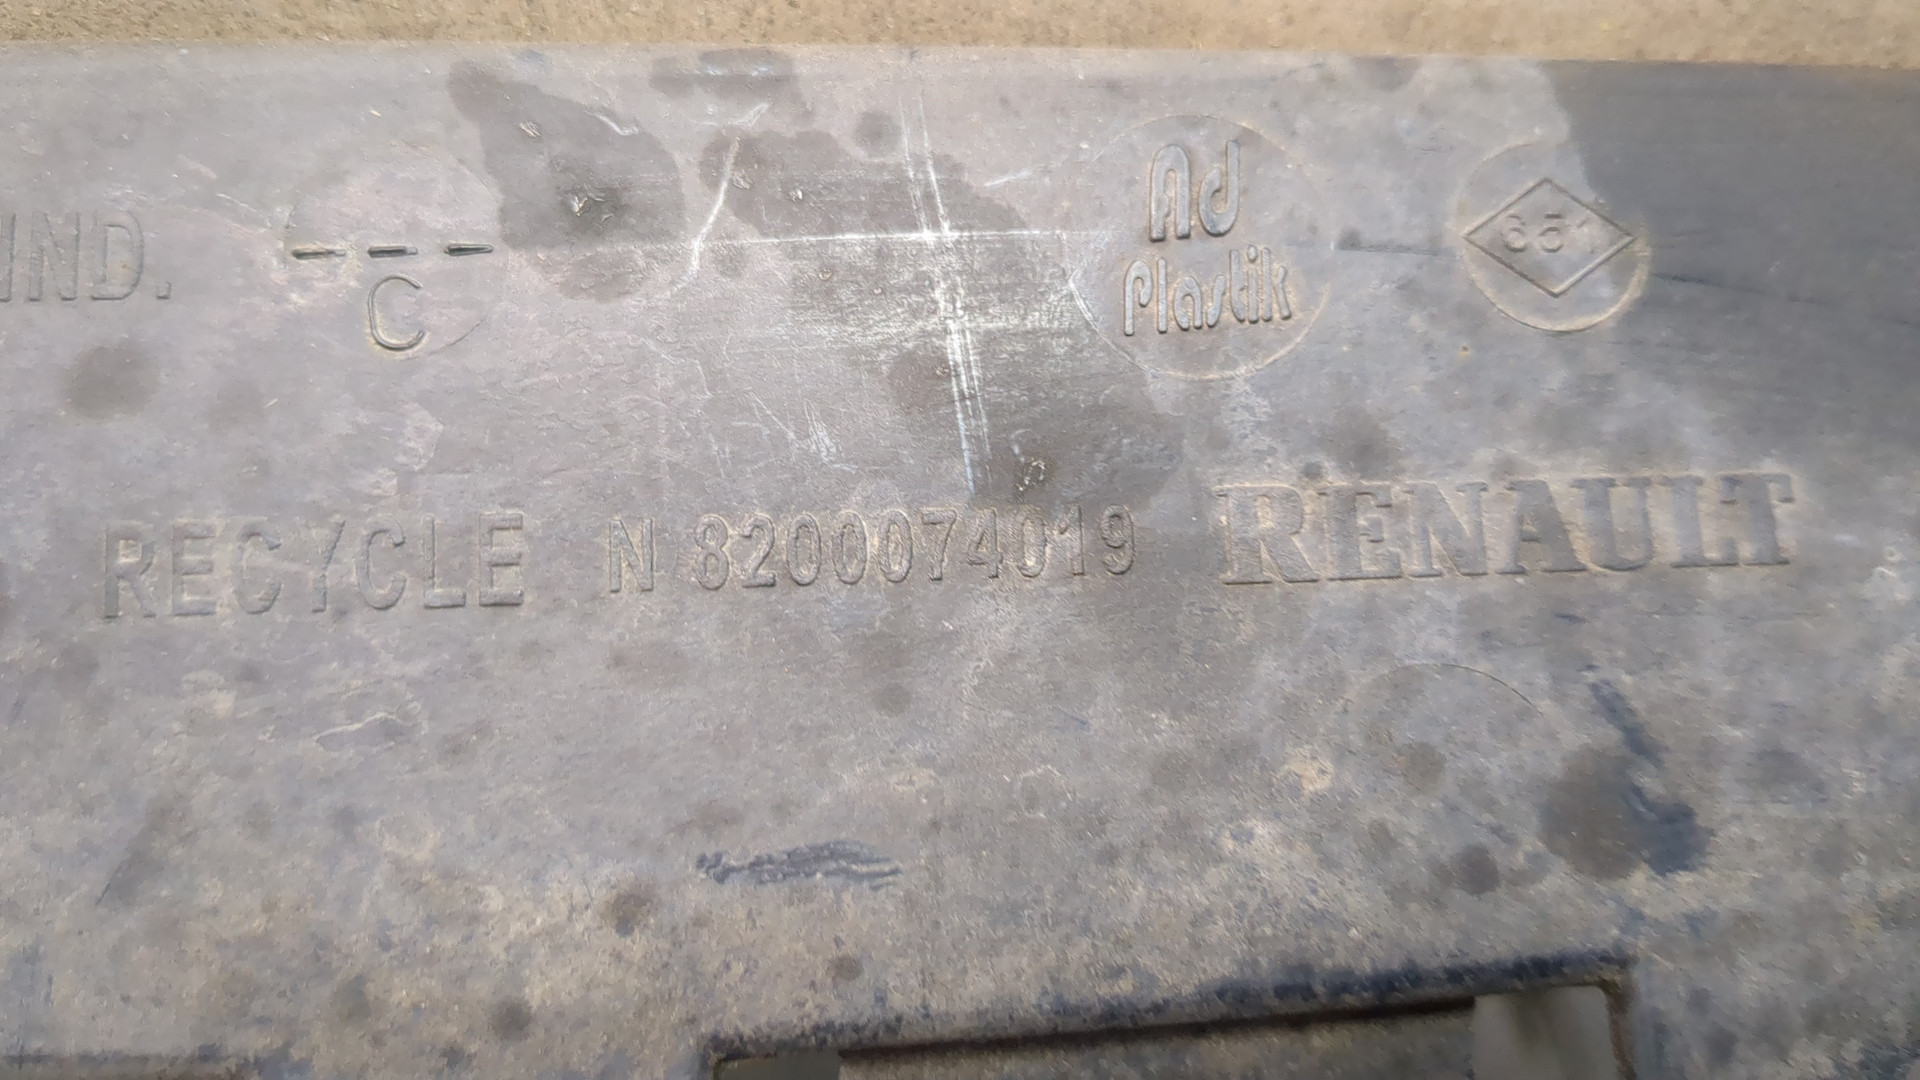 IND.
--- 
C
Ad
Plastik
651
RECYCLE N 8200074019 RENAULT